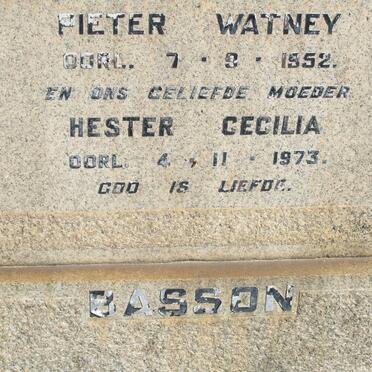 PIETER WATNEY
OORL. 7 · 9 · 1952.
EN ONS GELIEFDE MOEDER
HESTER CECILIA
OORL. 4 · 11 · 1973.
GOD IS LIEFDE.
BASSON